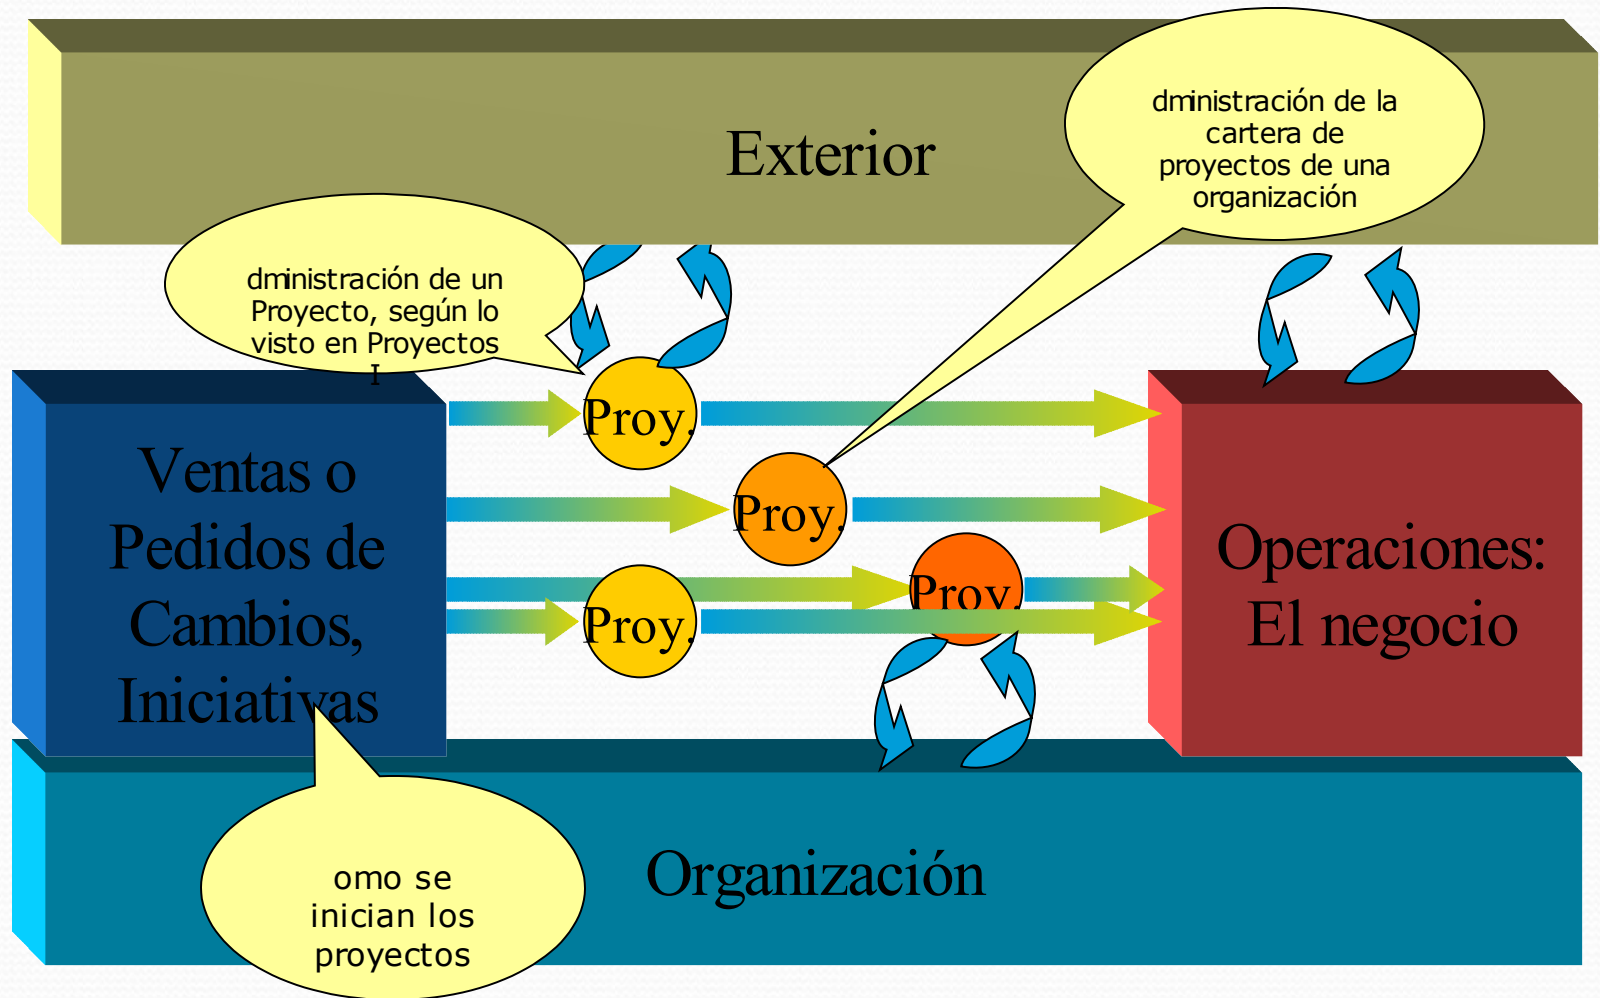 Exterior
dministración de la
cartera de
proyectos de una
organización
dministración de un
Proyecto, según lo
visto en Proyectos
I
Ventas o
Pedidos de
Cambios,
Iniciativas
Proy.
Proy.
Proy.
Proy.
Operaciones:
El negocio
Organización
omo se
inician los
proyectos